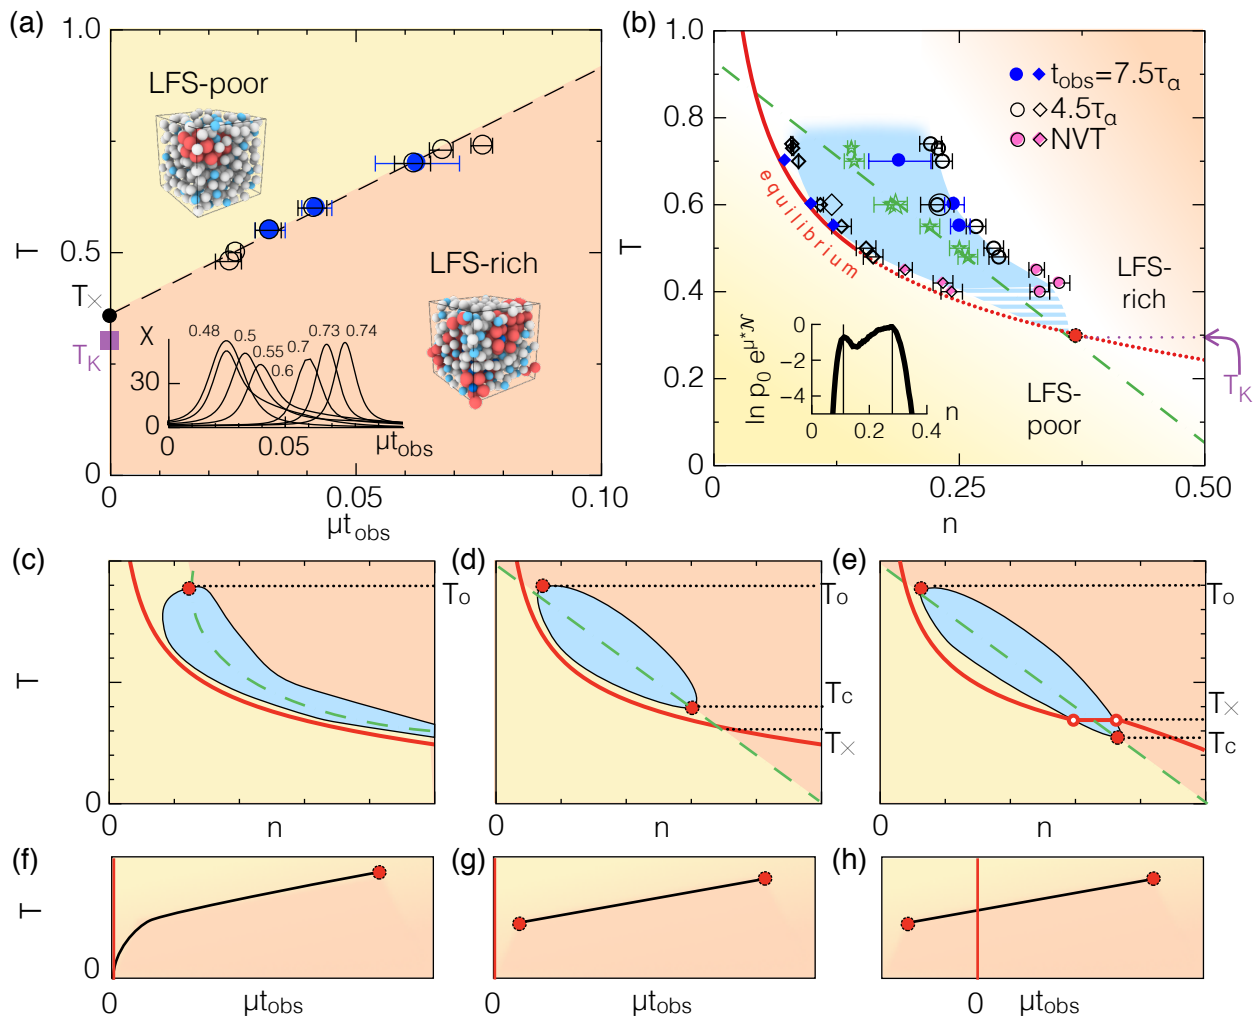 (a)
1.0
LFS-poor
0.5
T
T×
TK
LFS-rich
X
0.48
0.5
0.55
0.6
0.7
0.73
0.74
30
0
0
0.05
μtobs
0
0
0.05
0.10
μtobs
(b)
1.0
tobs=7.5τα
4.5τα
NVT
0.8
0.6
T
equilibrium
LFS-
rich
0.4
0.2
0
TK
ln p0 eμ*𝒩
0
−2
−4
0
0.2
0.4
n
LFS-
poor
0
0.25
0.50
n
(c)
T
To
0
0
n
(d)
To
Tc
T×
0
n
(e)
To
T×
Tc
0
n
(f)
T
0
0
μtobs
(g)
0
μtobs
(h)
0
μtobs